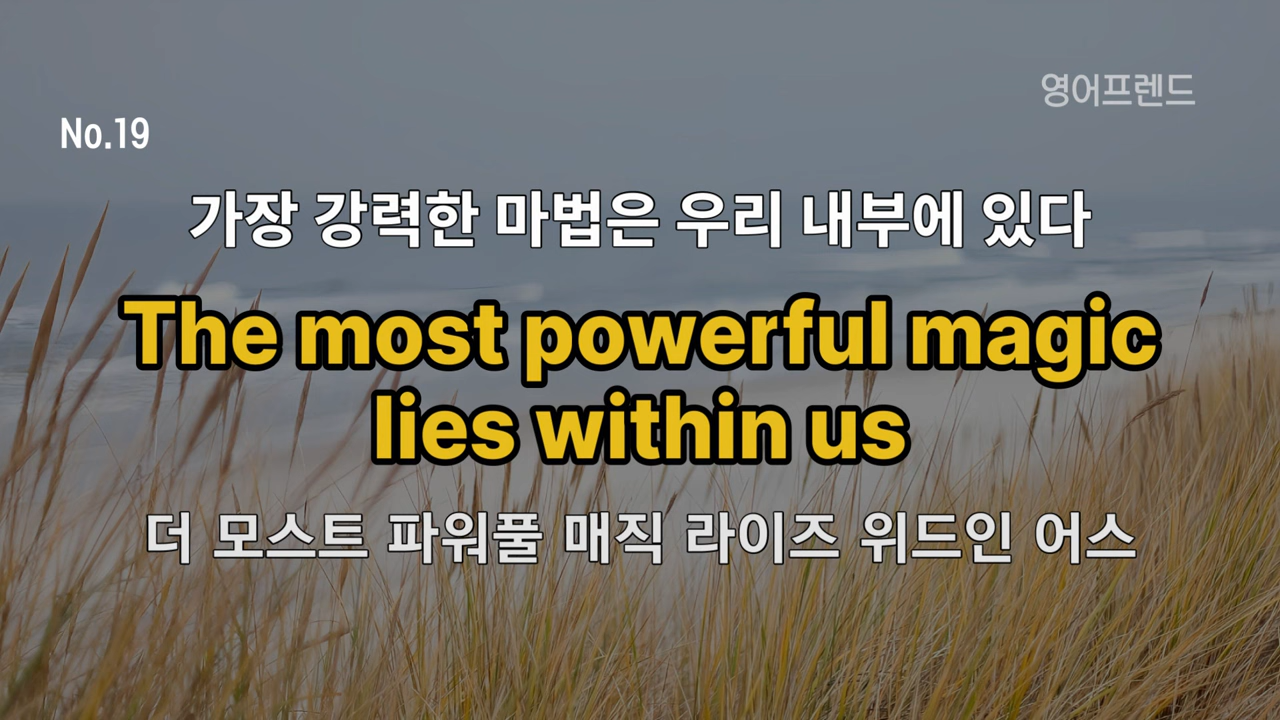 영어프렌드
No.19
가장 강력한 마법은 우리 내부에 있다
The most powerful magic
lies within us
더 모스트 파워풀 매직 라이즈 위드인 어스